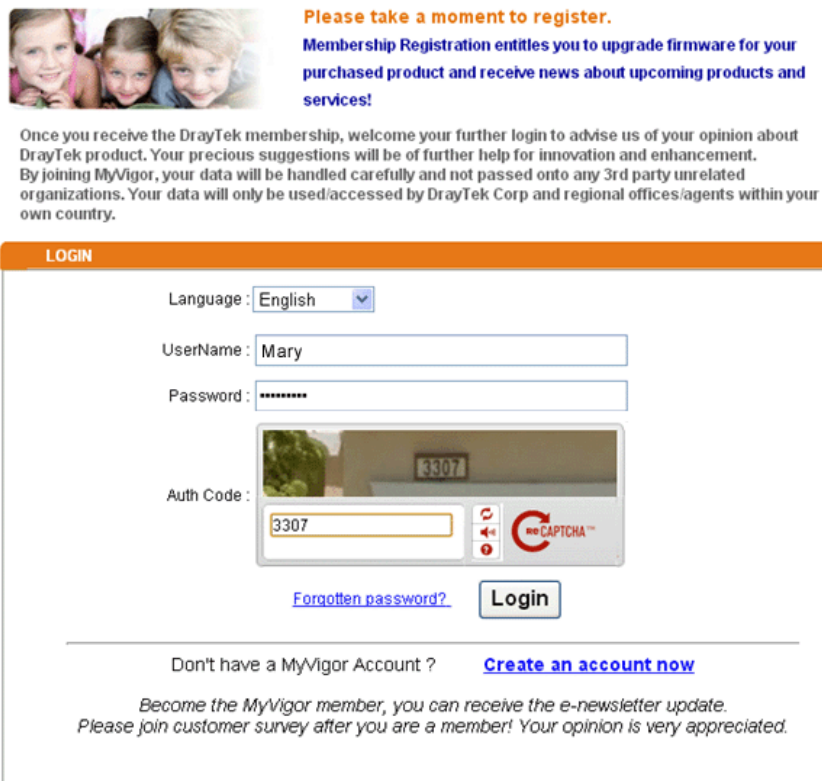 Please take a moment to register.
Membership Registration entitles you to upgrade firmware for your
purchased product and receive news about upcoming products and
services!
Once you receive the DrayTek membership, welcome your further login to advise us of your opinion about
DrayTek product. Your precious suggestions will be of further help for innovation and enhancement.
By joining MyVigor, your data will be handled carefully and not passed onto any 3rd party unrelated
organizations. Your data will only be used/accessed by DrayTek Corp and regional offices/agents within your
own country.
LOGIN
Language : English
UserName : Mary
Password : •••••••••
3307
Auth Code :
3307
reCAPTCHA™
Forgotten password? Login
Don't have a MyVigor Account ? Create an account now
Become the MyVigor member, you can receive the e-newsletter update.
Please join customer survey after you are a member! Your opinion is very appreciated.